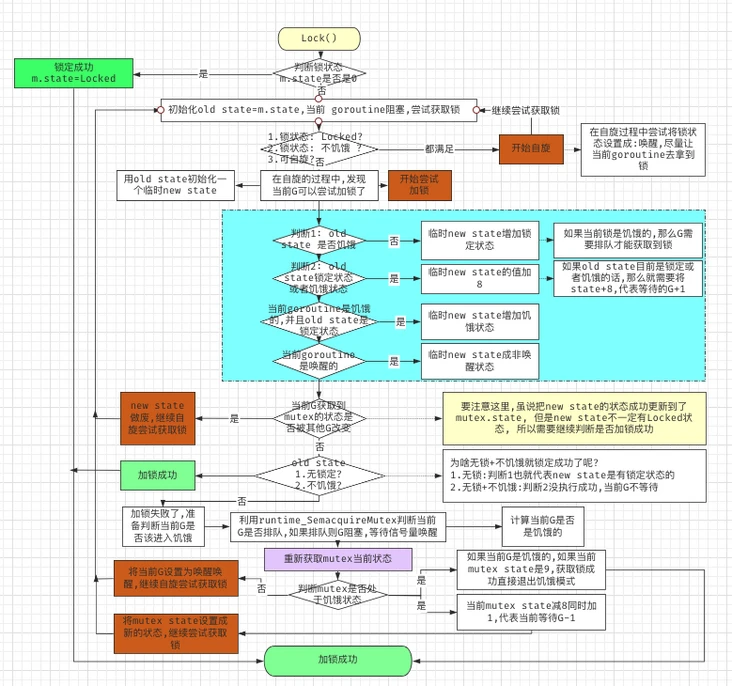 Lock()
锁定成功
m.state=Locked
是
判断锁状态
m.state是否是0
否
初始化old state=m.state,当前 goroutine阻塞,尝试获取锁
继续尝试获取锁
1.锁状态: Locked?
2.锁状态: 不饥饿 ?
3.可自旋?
否
都满足
开始自旋
在自旋过程中尝试将锁状
态设置成:唤醒,尽量让
当前goroutine去拿到
锁
用old state初始化一
个临时new state
在自旋的过程中,发现
当前G可以尝试加锁了
开始尝试
加锁
判断1: old
state 是否饥饿
否
临时new state增加锁
定状态
如果当前锁是饥饿的,那么G需
要排队才能获取到锁
判断2: old
state锁定状态
或者饥饿状态
是
临时new state的值加
8
如果old state目前是锁定或
者饥饿的话,那么就需要将
state+8,代表等待的G+1
当前goroutine是饥饿
的,并且old state是
锁定状态
是
临时new state增加饥
饿状态
当前goroutine
是唤醒的
是
临时new state成非唤
醒状态
new state
做废,继续自
旋尝试获取锁
是
当前G获取到
mutex的状态是
否被其他G改变
要注意这里,虽说把new state的状态成功更新到了
mutex.state, 但是new state不一定有Locked状
态, 所以需要继续判断是否加锁成功
否
加锁成功
old state
1.无锁定?
2.不饥饿?
为啥无锁+不饥饿就锁定成功了呢?
1.无锁:判断1也就代表new state是有锁定状态的
2.无锁+不饥饿:判断2没执行成功,当前G不等待
否
加锁失败了,准
备判断当前G是
否该进入饥饿
利用runtime_SemacquireMutex判断当前
G是否排队,如果排队则G阻塞,等待信号量唤醒
计算当前G是否
是饥饿的
重新获取mutex当前状态
将当前G设置为唤醒唤
醒,继续自旋尝试获取锁
否
判断mutex是否处
于饥饿状态
是
如果当前G是饥饿的,如果当前
mutex state是9,获取锁成
功直接退出饥饿模式
是
当前mutex state减8同时加
1,代表当前等待G-1
将mutex state设置成
新的状态,继续尝试获取
锁
加锁成功